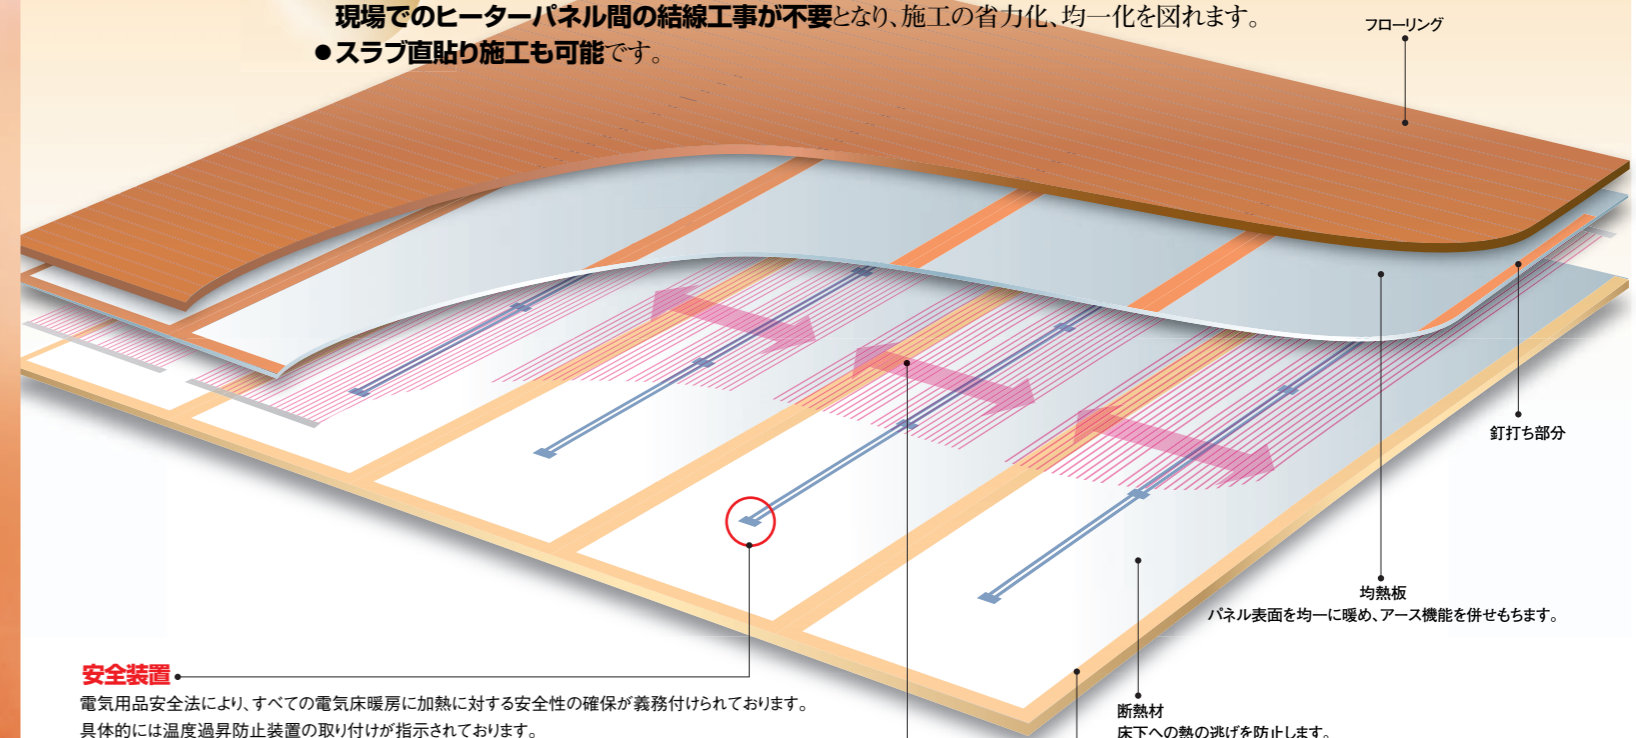 現場でのヒーターパネル間の結線工事が不要となり、施工の省力化、均一化を図れます。
●スラブ直貼り施工も可能です。
フローリング
釘打ち部分
均熱板
パネル表面を均一に暖め、アース機能を併せもちます。
安全装置
電気用品安全法により、すべての電気床暖房に加熱に対する安全性の確保が義務付けられております。
具体的には温度過昇防止装置の取り付けが指示されております。
断熱材
床下への熱の逃げを防止します。